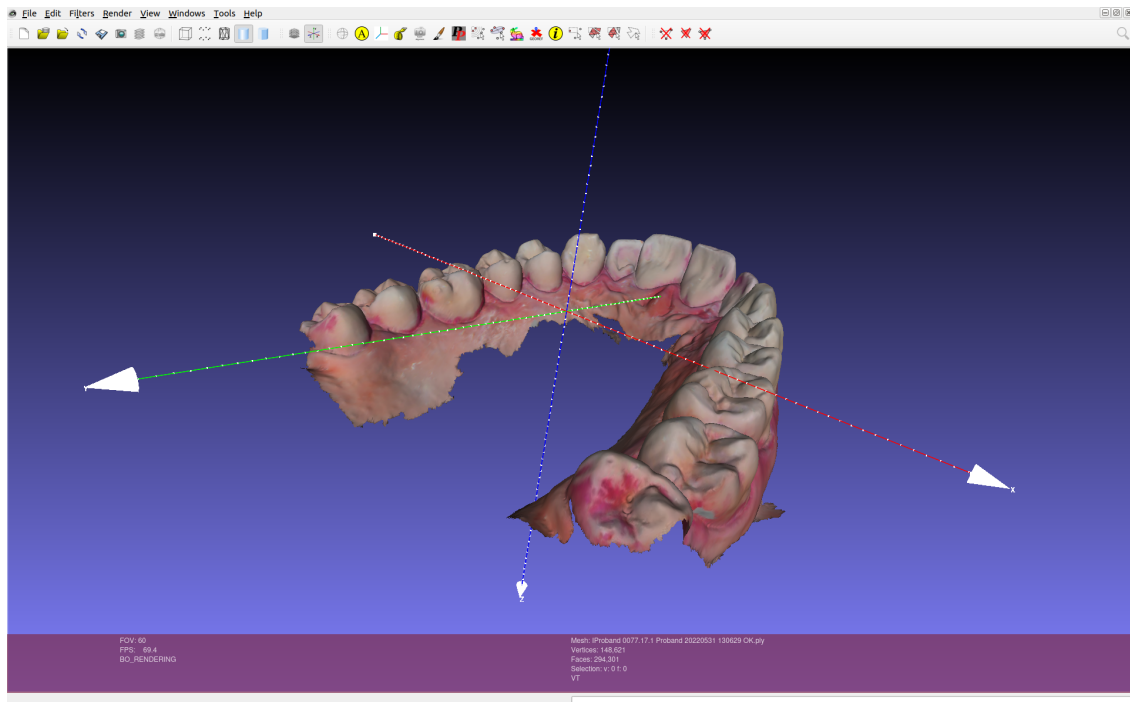 File Edit Filters Render View Windows Tools Help
X
Z
FOV: 60
FPS: 69.4
BO_RENDERING
Mesh: IProband 0077.17.1 Proband 20220531 130629 OK.ply
Vertices: 148,621
Faces: 294,301
Selection: v: 0 f: 0
VT